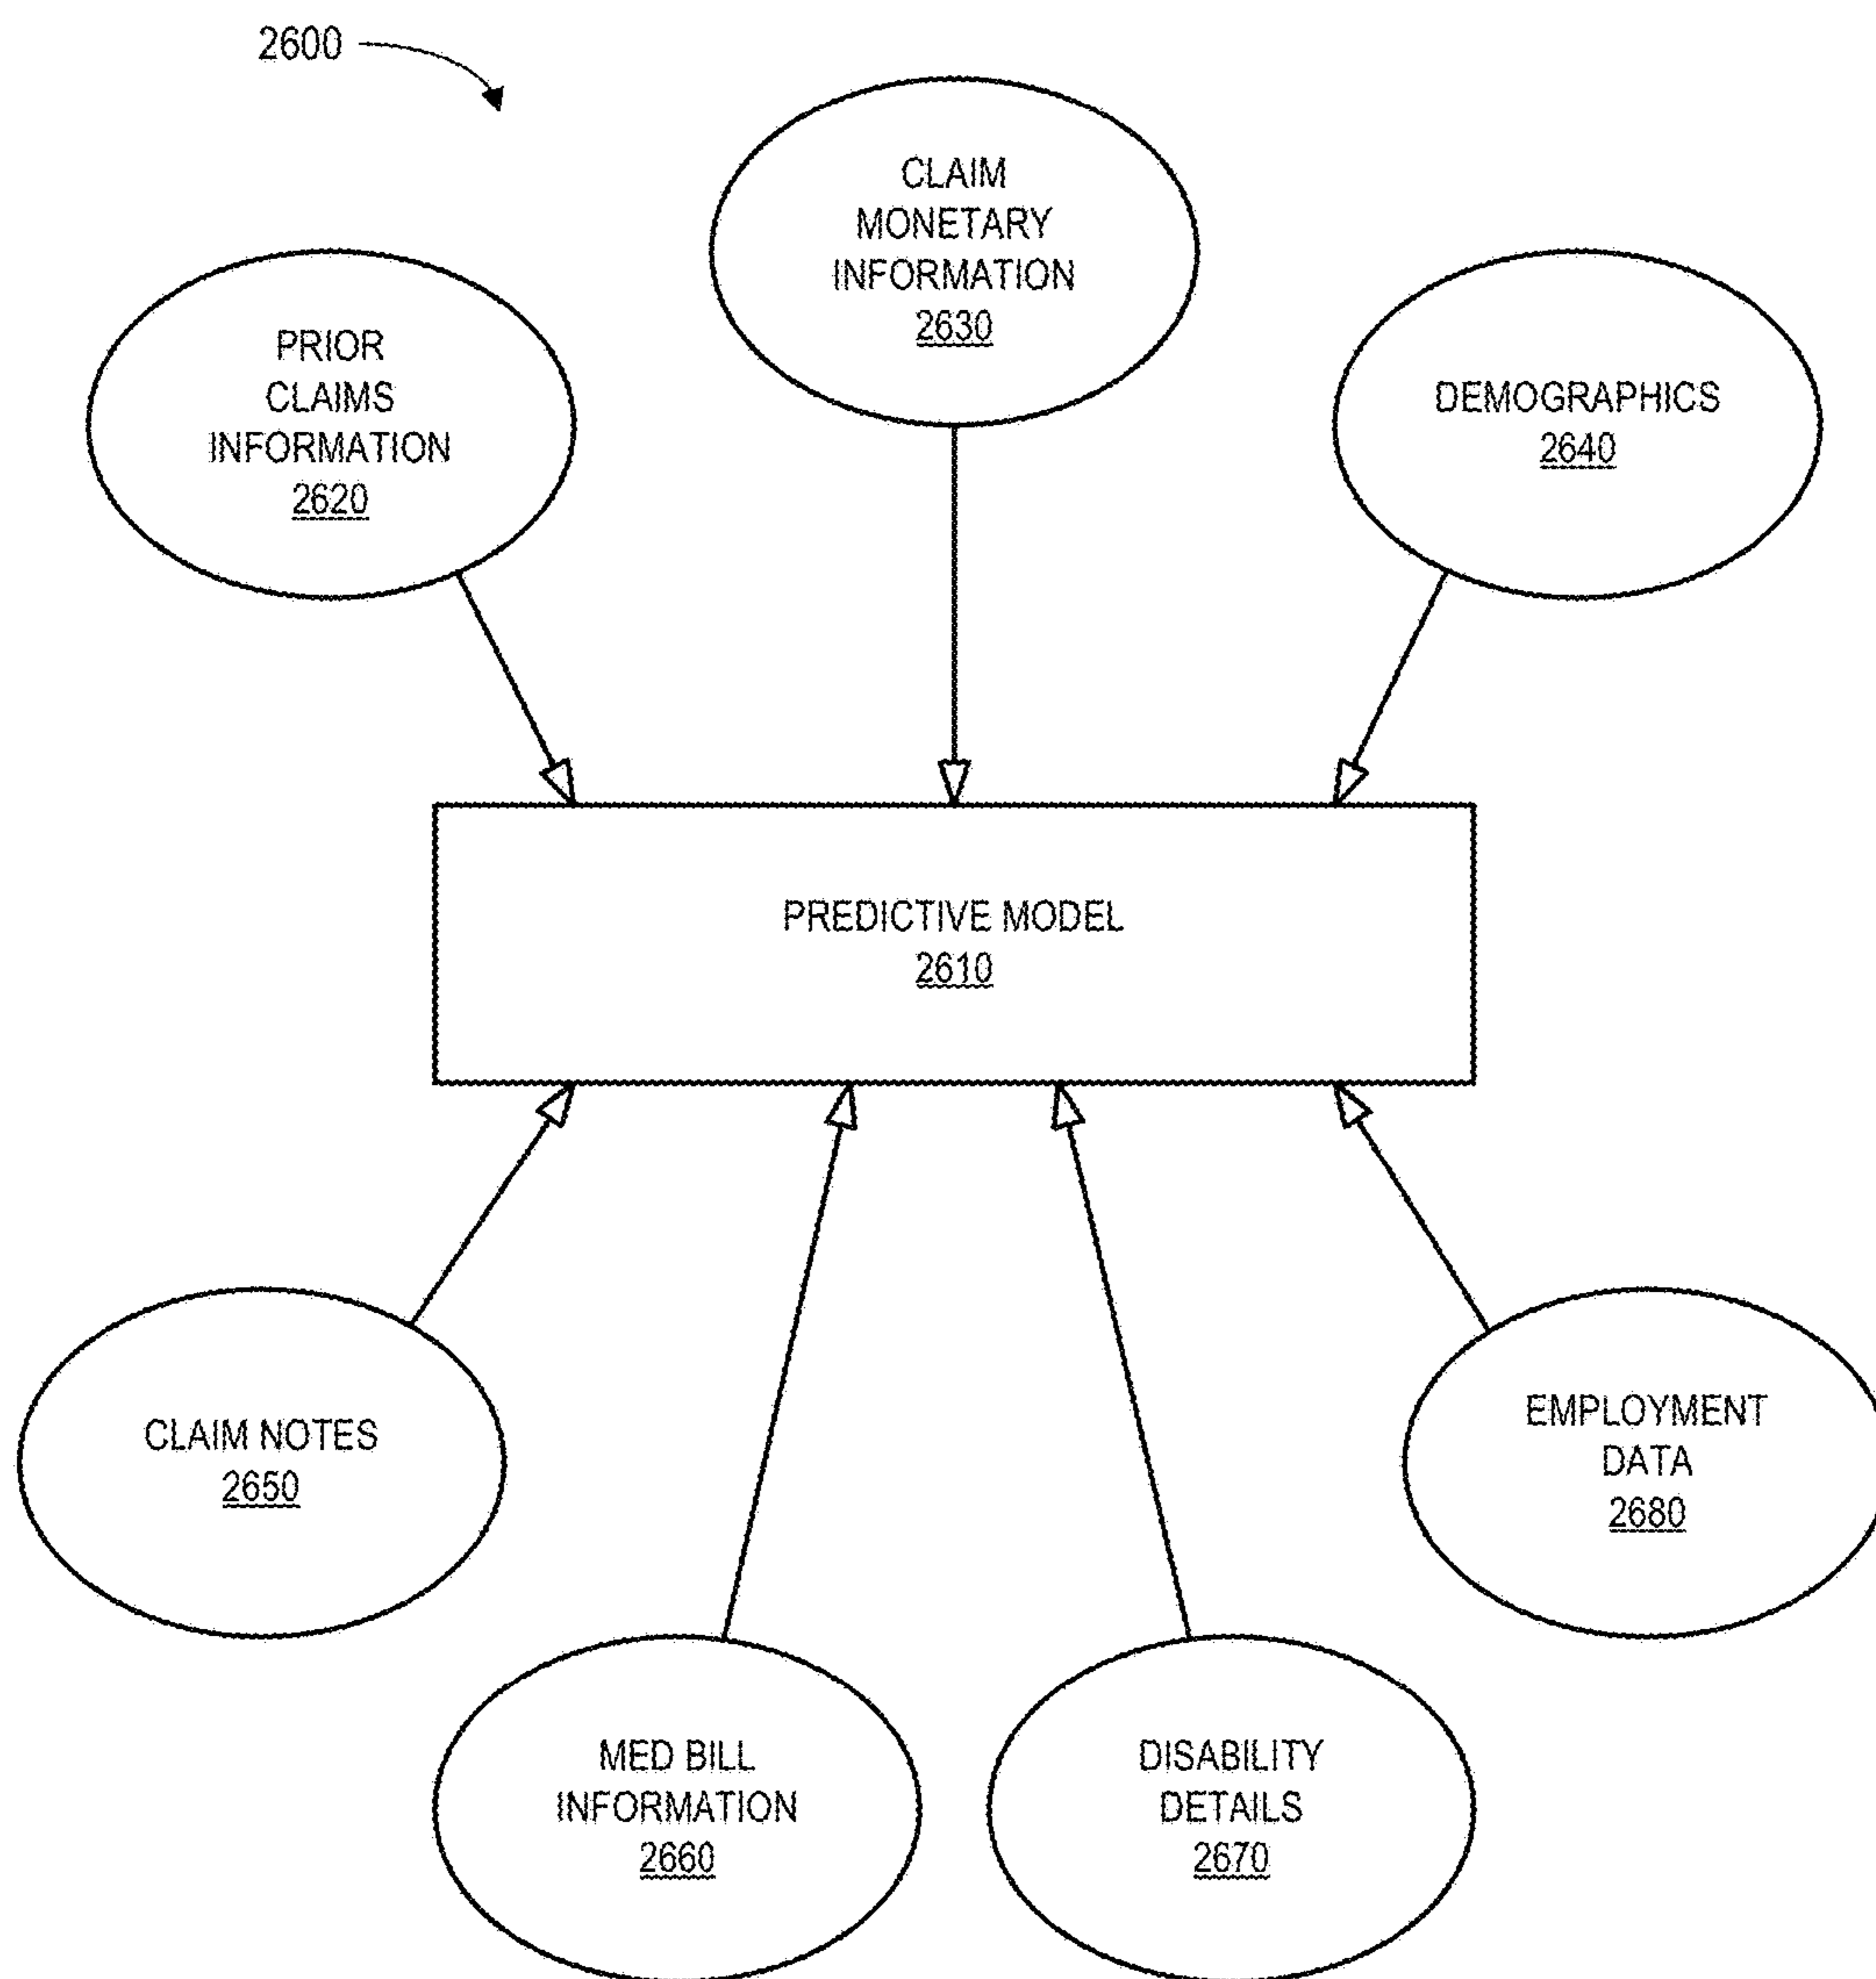 2600
CLAIM
MONETARY
INFORMATION
2630
PRIOR
CLAIMS
INFORMATION
2620
DEMOGRAPHICS
2640
PREDICTIVE MODEL
2610
CLAIM NOTES
2650
EMPLOYMENT
DATA
2680
MED BILL
INFORMATION
2660
DISABILITY
DETAILS
2670